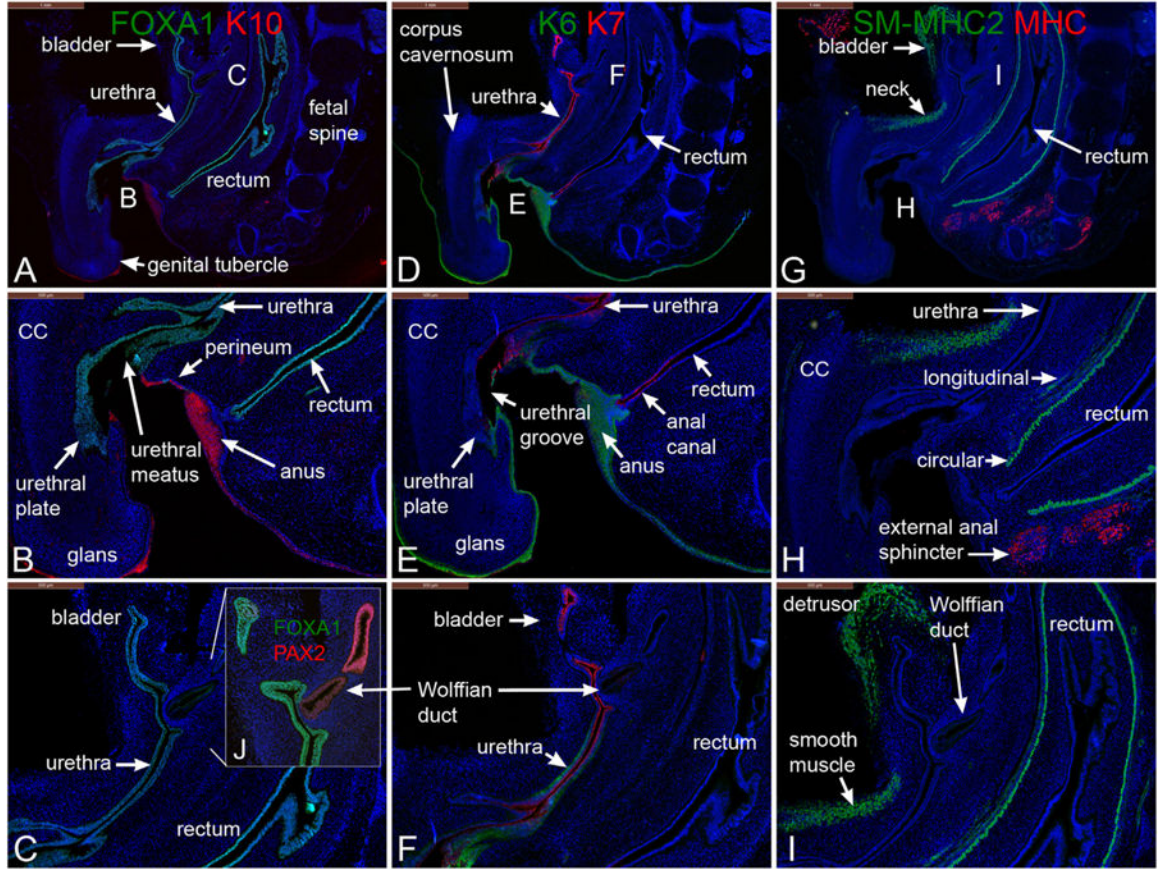 FOXA1 K10
bladder
C
urethra
fetal
spine
rectum
B
genital tubercle
A
K6 K7
corpus
cavernosum
F
urethra
rectum
E
D
SM-MHC2 MHC
bladder
I
neck
rectum
H
G
urethra
CC
perineum
rectum
urethral
meatus
anus
urethral
plate
glans
B
urethra
CC
rectum
urethral
groove
anal
canal
anus
urethral
plate
glans
E
urethra
CC
longitudinal
rectum
circular
external anal
sphincter
H
bladder
FOXA1
PAX2
J
urethra
rectum
C
bladder
Wolffian
duct
urethra
rectum
F
detrusor
Wolffian
duct
rectum
smooth
muscle
I